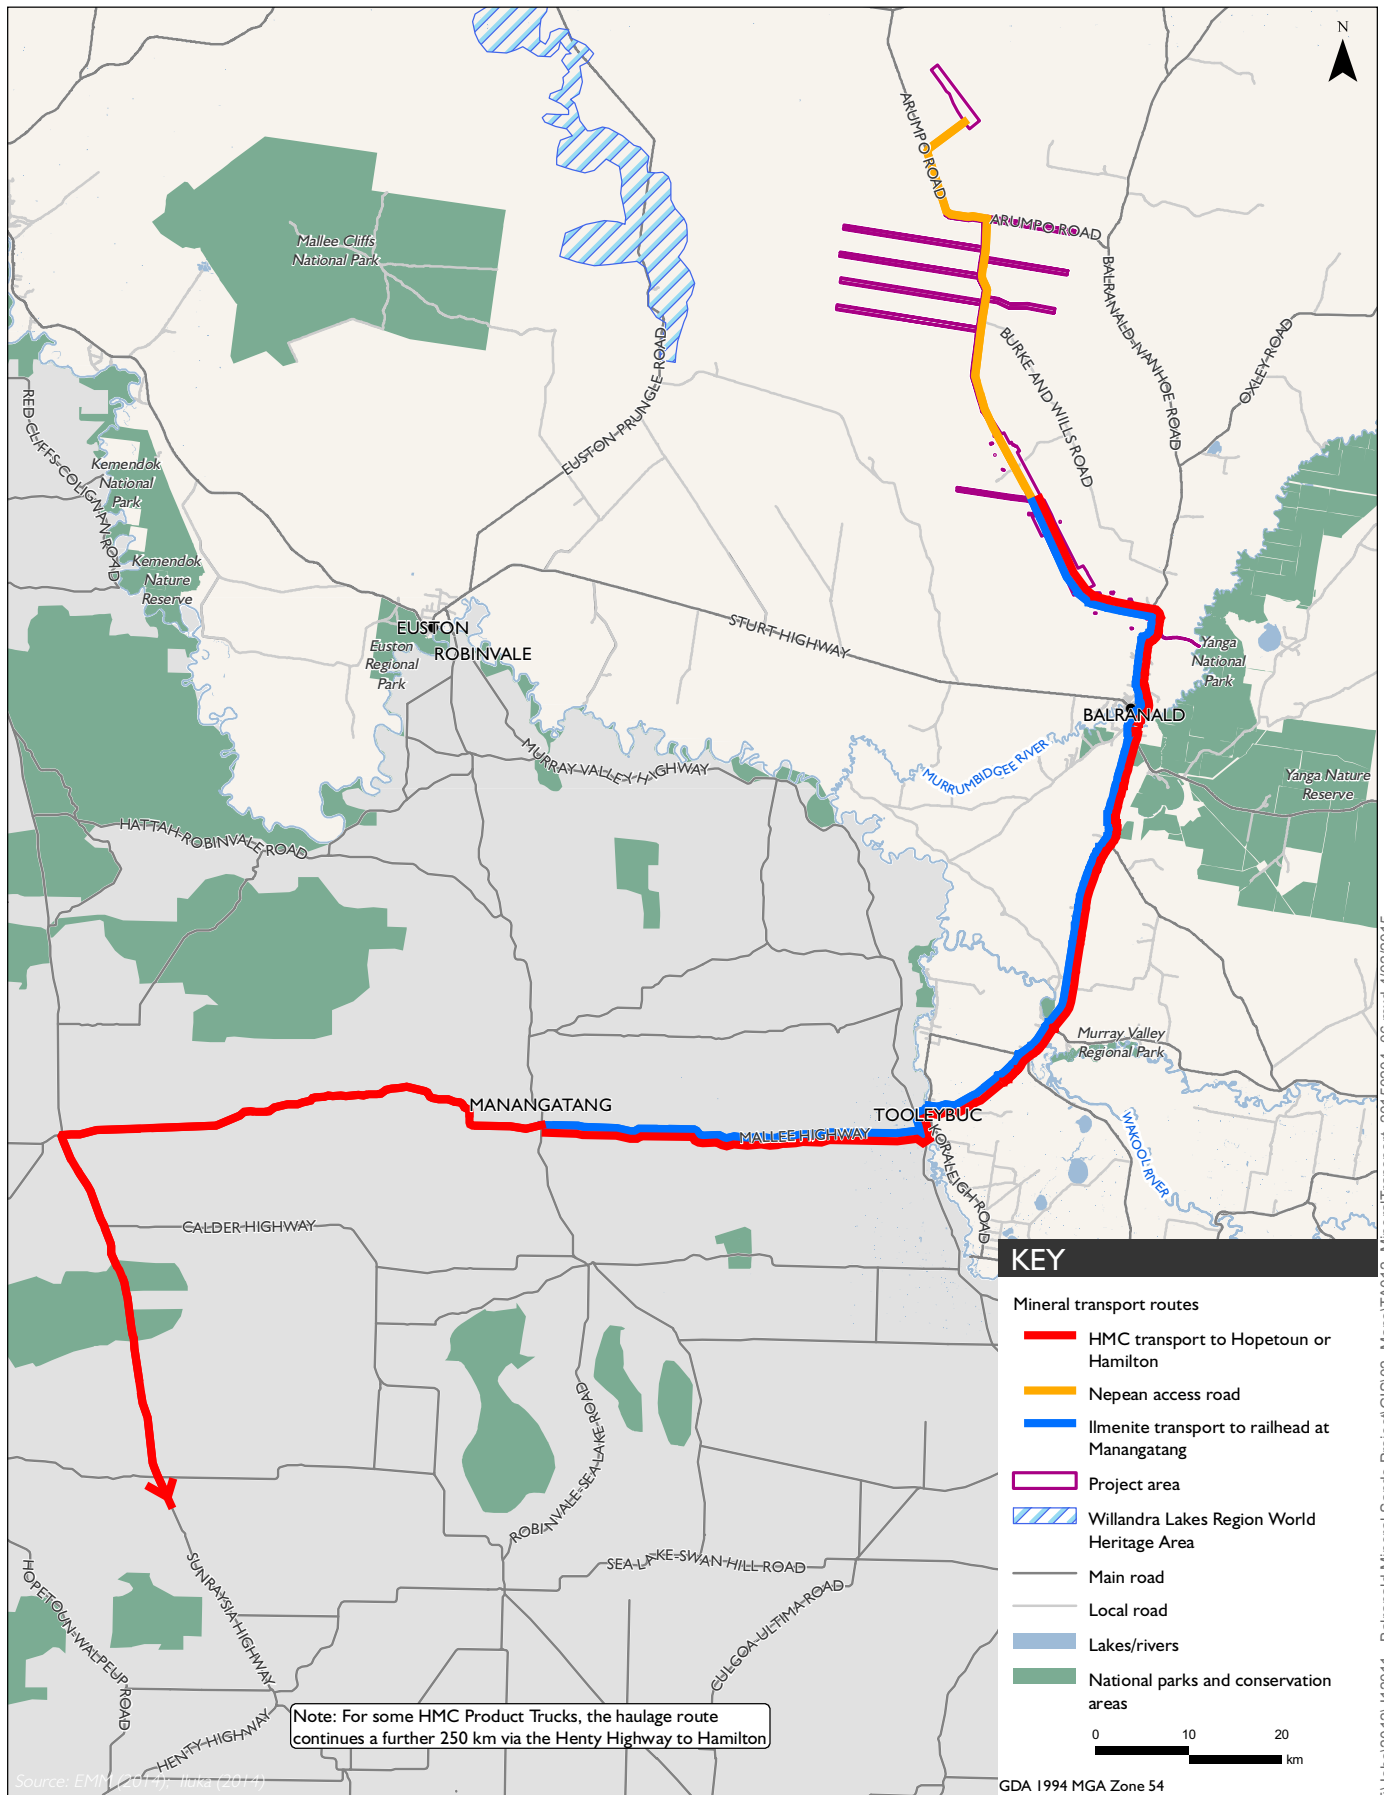 N
ARUMPO ROAD
ARUMPO ROAD
Mallee Cliffs
National Park
BALRANALD-IVANHOE-ROAD
BURKE AND WILLS ROAD
OXLEY-ROAD
EUSTON-PRUNGLE-ROAD
RED-CLIFFS-COLIGNAN-ROAD
Kemendok
National
Park
Kemendok
Nature
Reserve
EUSTON
ROBINVALE
Euston
Regional
Park
STURT HIGHWAY
Yanga
National
Park
BALRANALD
MURRUMBIDGEE RIVER
MURRAY VALLEY HIGHWAY
Yanga Nature
Reserve
HATTAH-ROBINVALE ROAD
Murray Valley
Regional Park
MANANGATANG
TOOLEYBUC
MALLEE HIGHWAY
KORALEIGH ROAD
WAKOOL RIVER
CALDER HIGHWAY
ROBINVALE-SEA LAKE-ROAD
SEA LAKE-SWAN HILL ROAD
SUNRAYSIA HIGHWAY
HOPETOUN-WALPEUP ROAD
CULGOA-ULTIMA-ROAD
HENTY-HIGHWAY
Note: For some HMC Product Trucks, the haulage route
continues a further 250 km via the Henty Highway to Hamilton
Source: EMM (2014); Iluka (2014)
KEY
Mineral transport routes
HMC transport to Hopetoun or
Hamilton
Nepean access road
Ilmenite transport to railhead at
Manangatang
Project area
Willandra Lakes Region World
Heritage Area
Main road
Local road
Lakes/rivers
National parks and conservation
areas
0 10 20
km
GDA 1994 MGA Zone 54